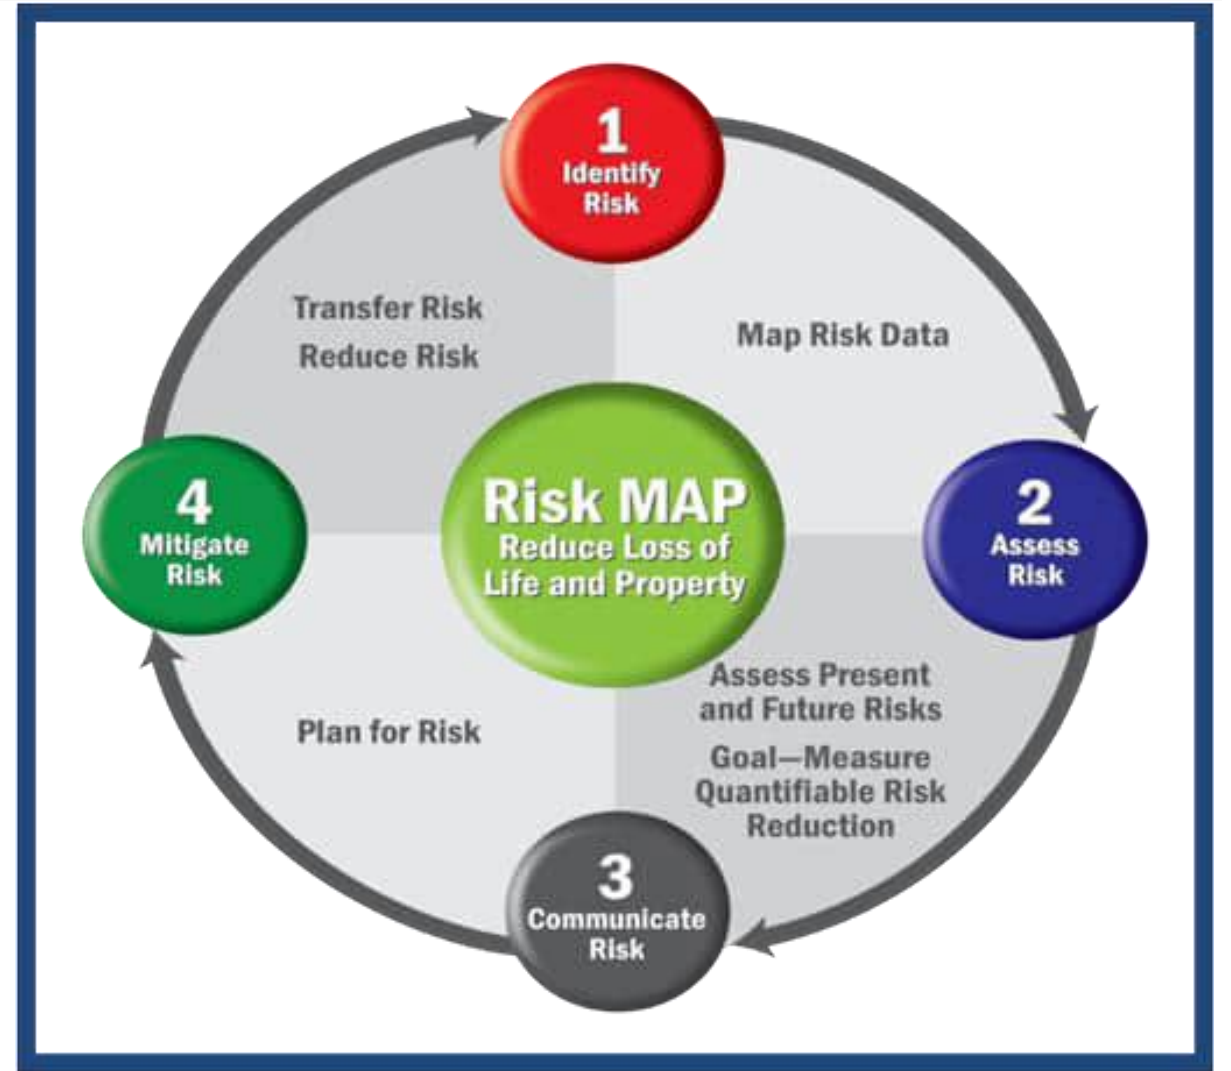 1
Identify
Risk
Transfer Risk
Reduce Risk
Map Risk Data
4
Mitigate
Risk
Risk MAP
Reduce Loss of
Life and Property
2
Assess
Risk
Plan for Risk
Assess Present
and Future Risks
Goal—Measure
Quantifiable Risk
Reduction
3
Communicate
Risk